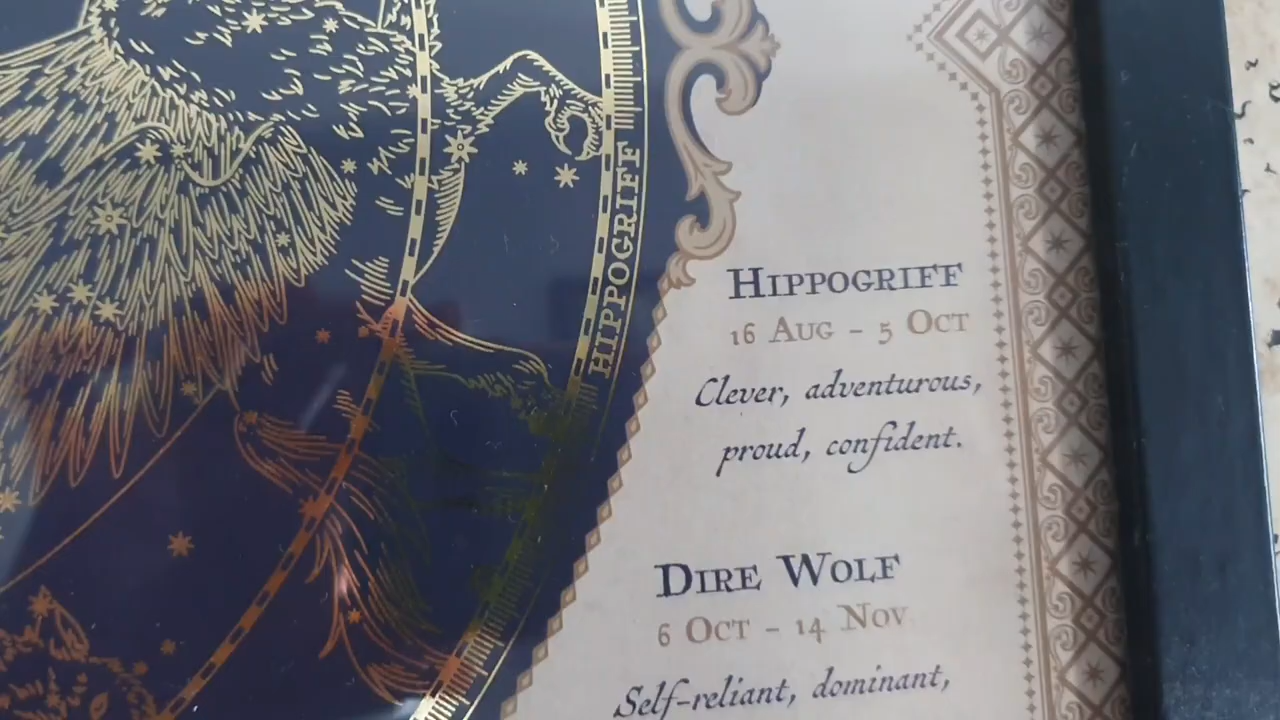 HIPPOGRIFF
HIPPOGRIFF
16 AUG - 5 OCT
Clever, adventurous,
proud, confident.
DIRE WOLF
6 OCT - 14 NOV
Self-reliant, dominant,